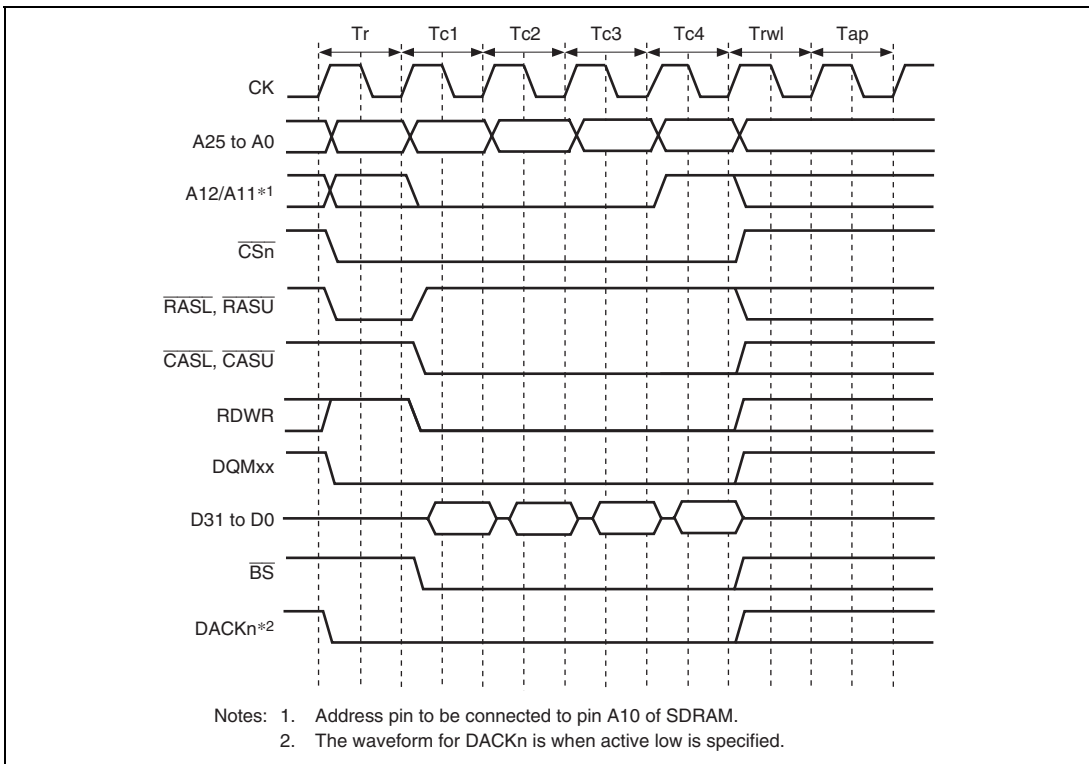 Tr Tc1 Tc2 Tc3 Tc4 Trwl Tap
CK
A25 to A0
A12/A11*1
CSn
RASL, RASU
CASL, CASU
RDWR
DQMxx
D31 to D0
BS
DACKn*2
Notes: 1. Address pin to be connected to pin A10 of SDRAM.
2. The waveform for DACKn is when active low is specified.